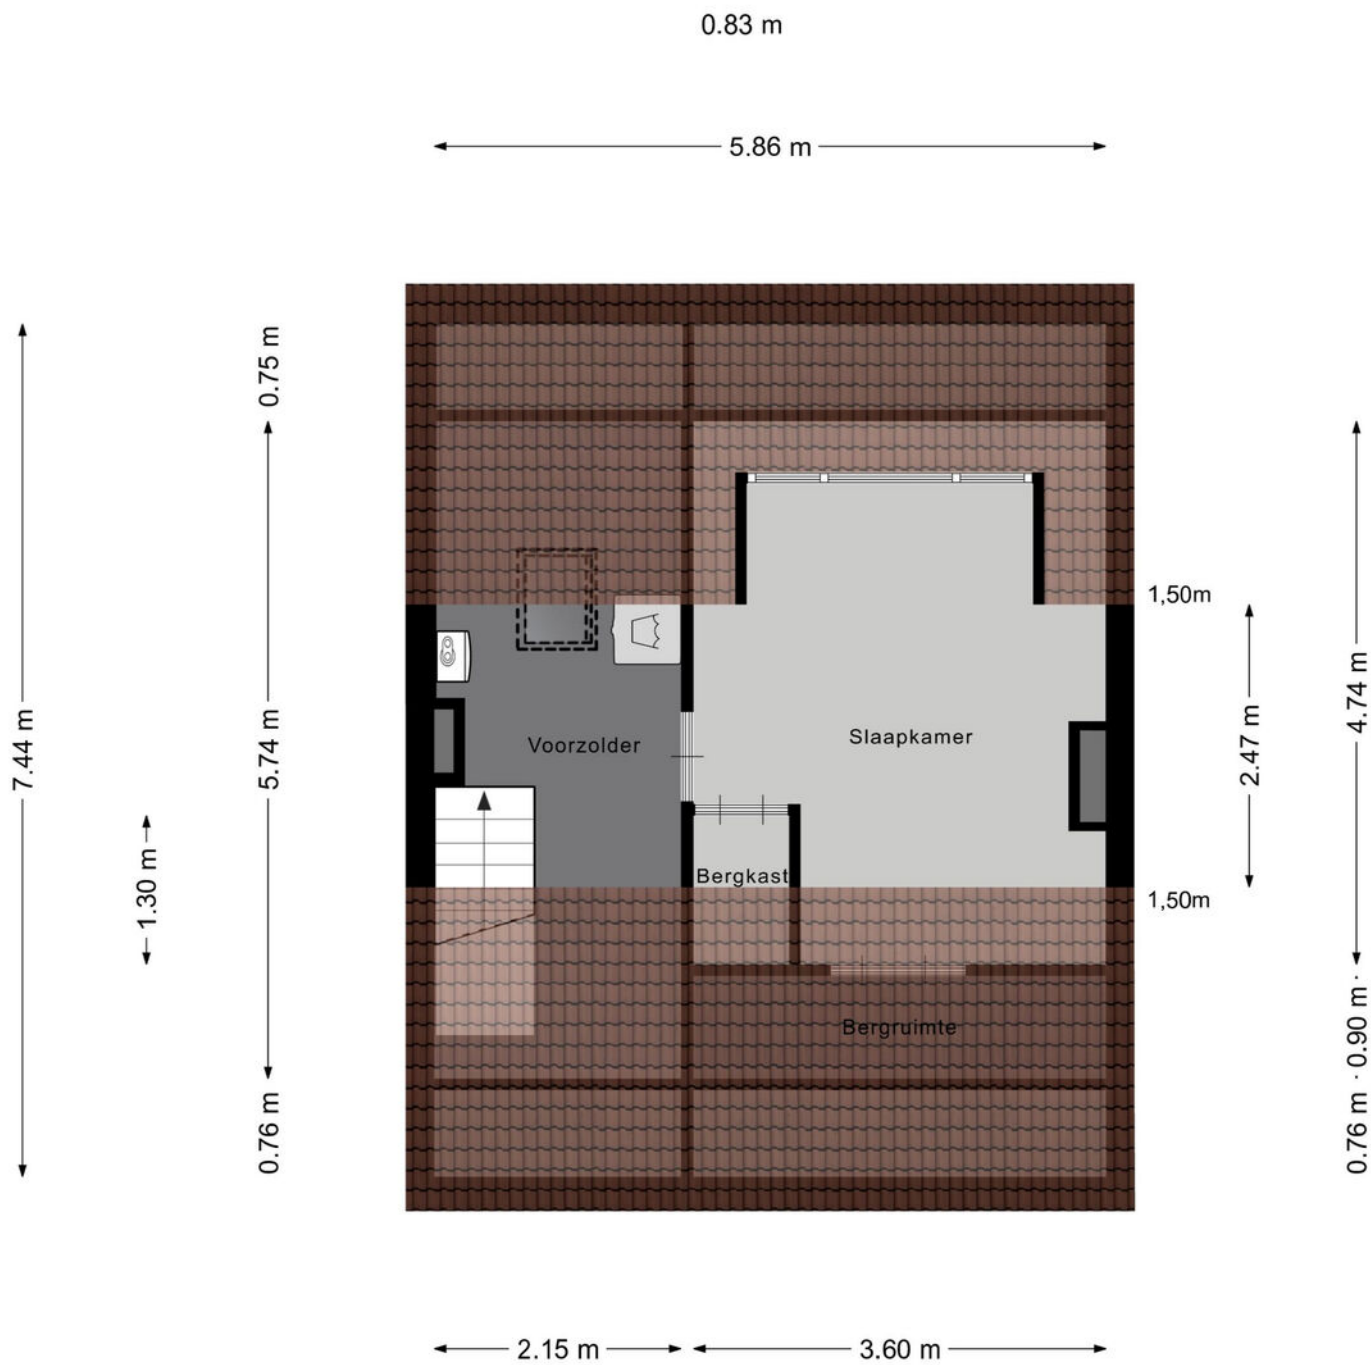 0.83 m
5.86 m
0.75 m
1,50m
4.74 m
Voorzolder
Slaapkamer
2.47 m
7.44 m
5.74 m
1.30 m
Bergkast
1,50m
Bergruimte
0.76 m
0.76 m · 0.90 m ·
2.15 m
3.60 m